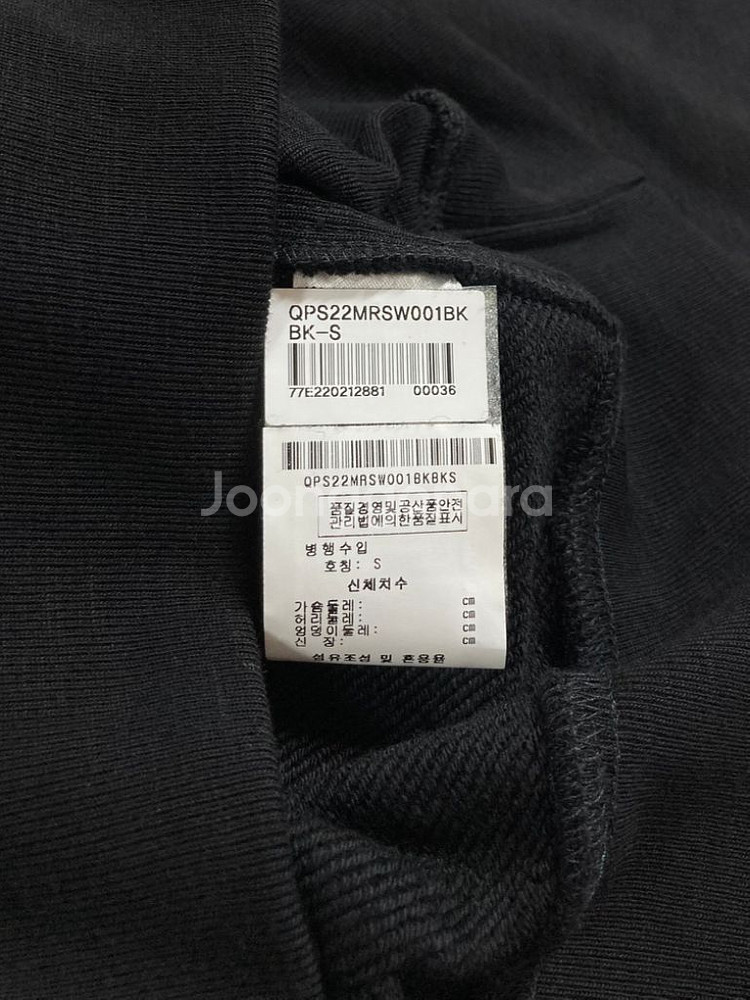 QPS22MRSW001BK
BK-S
77E220212881 00036
QPS22MRSW001BKBKS
Joongonara
품질경영및공산품안전
관리법에의한품질표시
병행수입
호칭: S
신체치수
가슴둘레: cm
허리둘레: cm
엉덩이둘레: cm
신 장: cm
섬유조성 및 혼용율